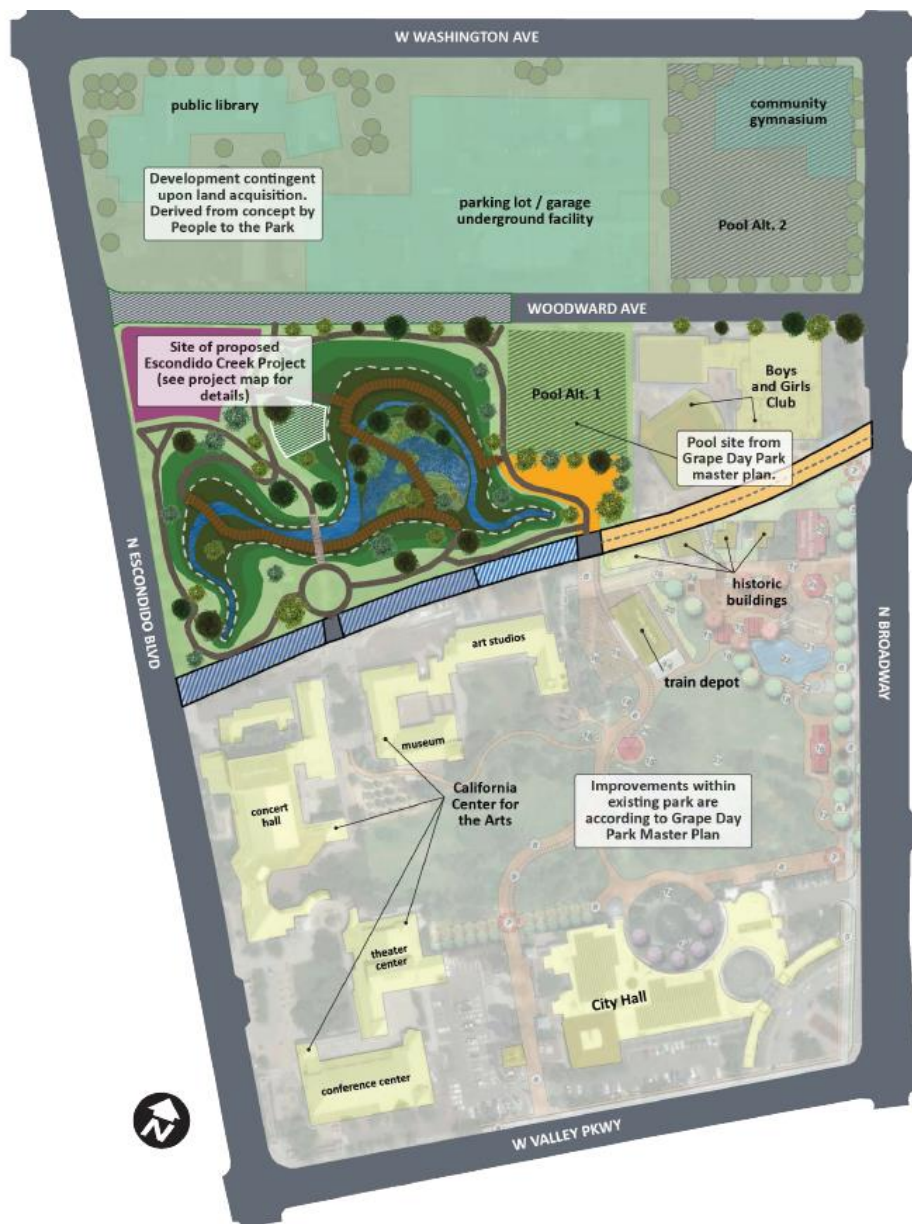 W WASHINGTON AVE
public library
community
gymnasium
Development contingent
upon land acquisition.
Derived from concept by
People to the Park
parking lot / garage
underground facility
Pool Alt. 2
WOODWARD AVE
Site of proposed
Escondido Creek Project
(see project map for
details)
Pool Alt. 1
Boys
and Girls
Club
Pool site from
Grape Day Park
master plan.
N ESCONDIDO BLVD
historic
buildings
N BROADWAY
art studios
train depot
museum
California
Center for
the Arts
Improvements within
existing park are
according to Grape Day
Park Master Plan
concert
hall
theater
center
City Hall
conference center
N
W VALLEY PKWY